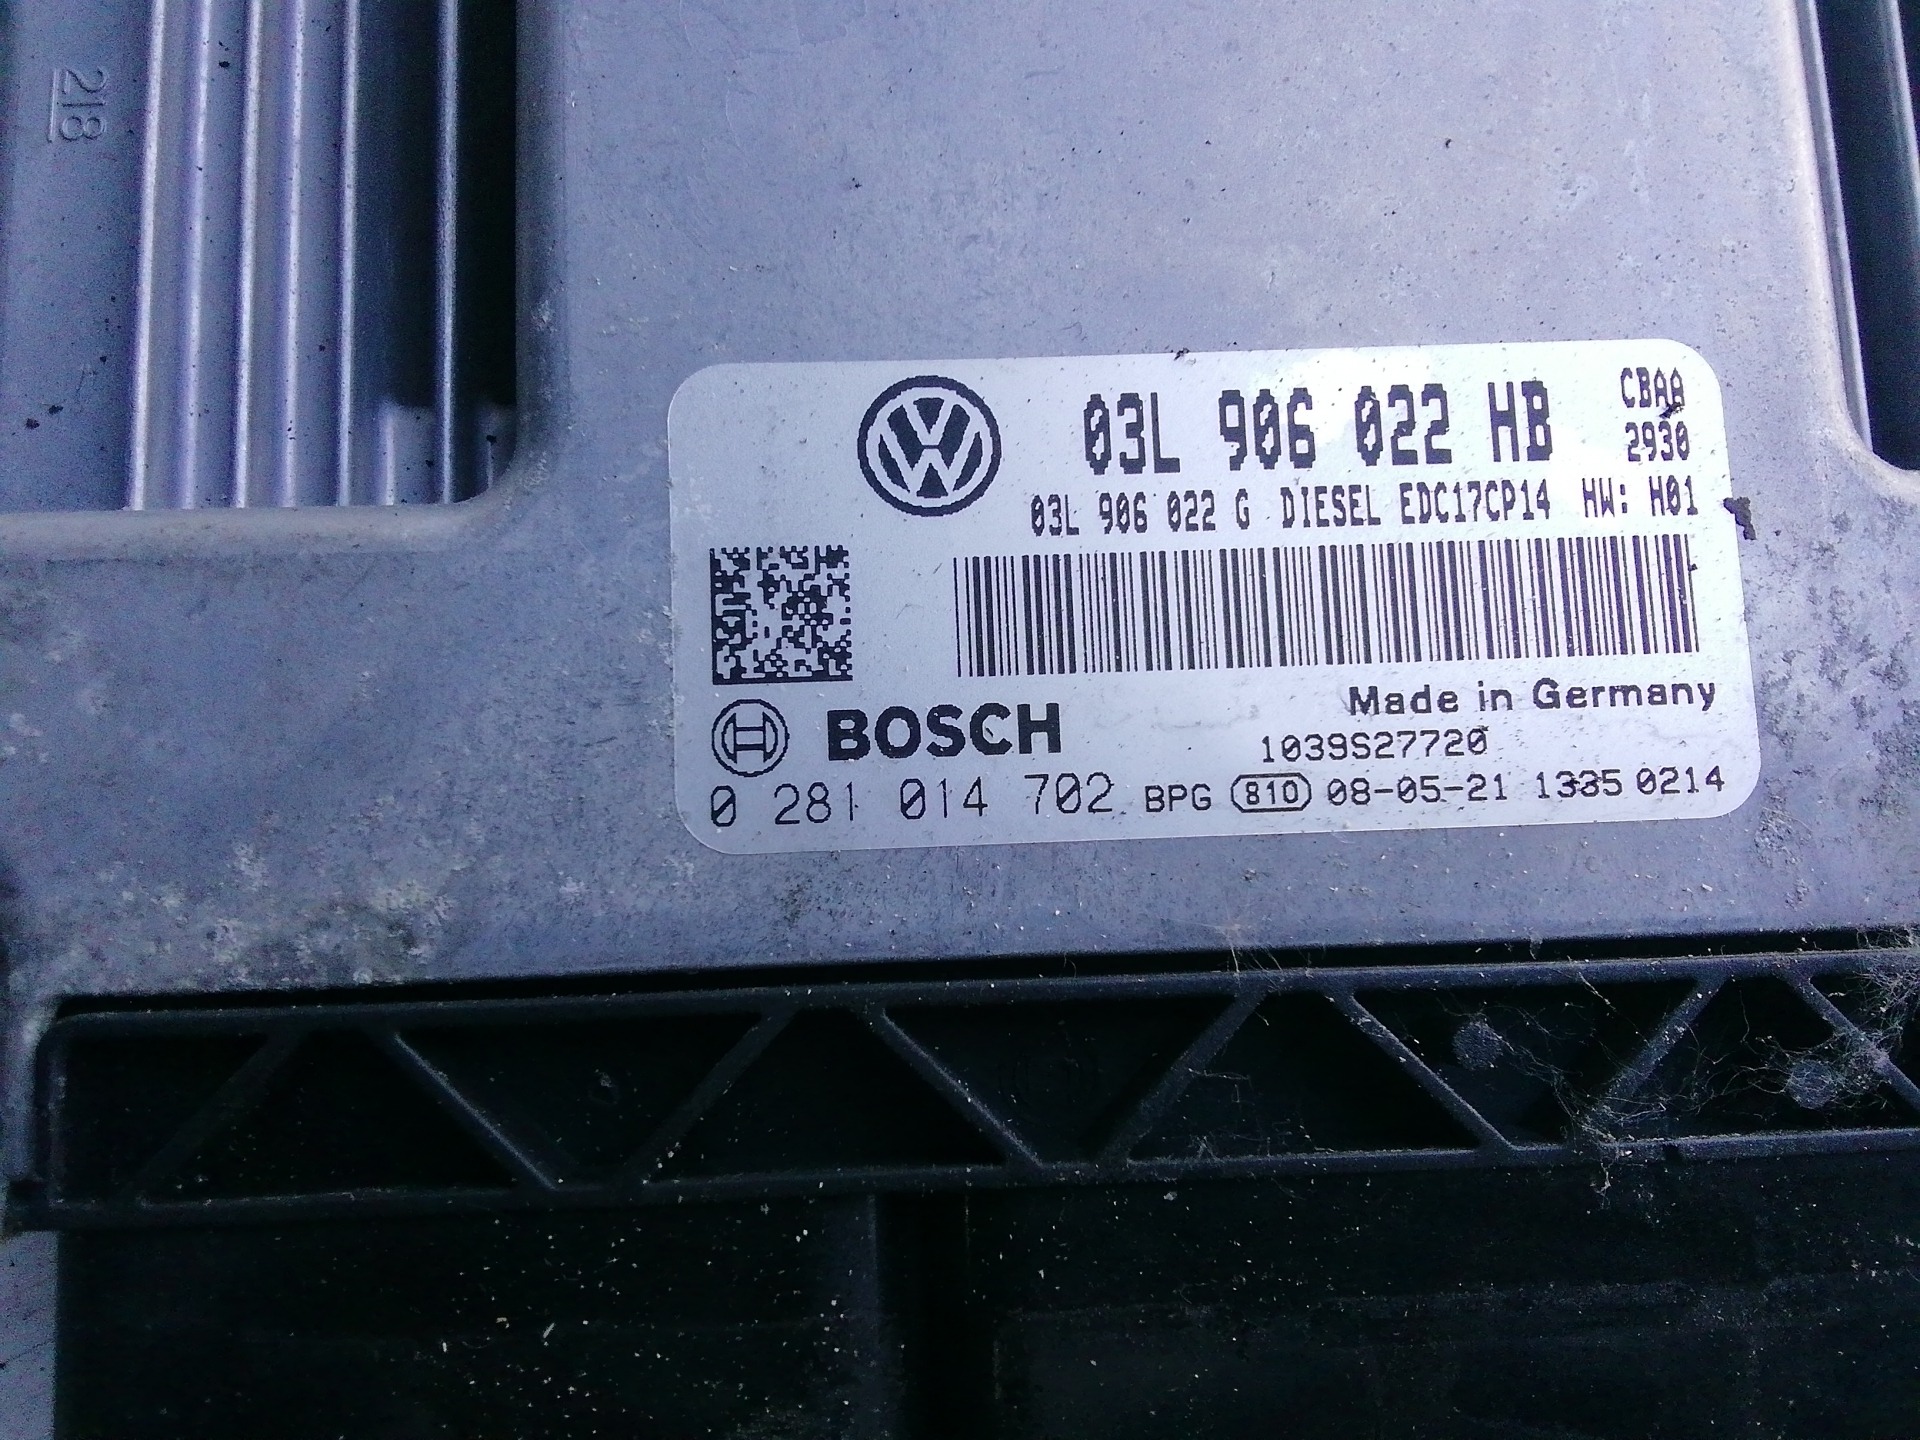 218
03L 906 022 HB
CBAA
2930
03L 906 022 G DIESEL EDC17CP14 HW: H01
Made in Germany
BOSCH
1039S27720
0 281 014 702 BPG 810 08-05-21 1335 0214